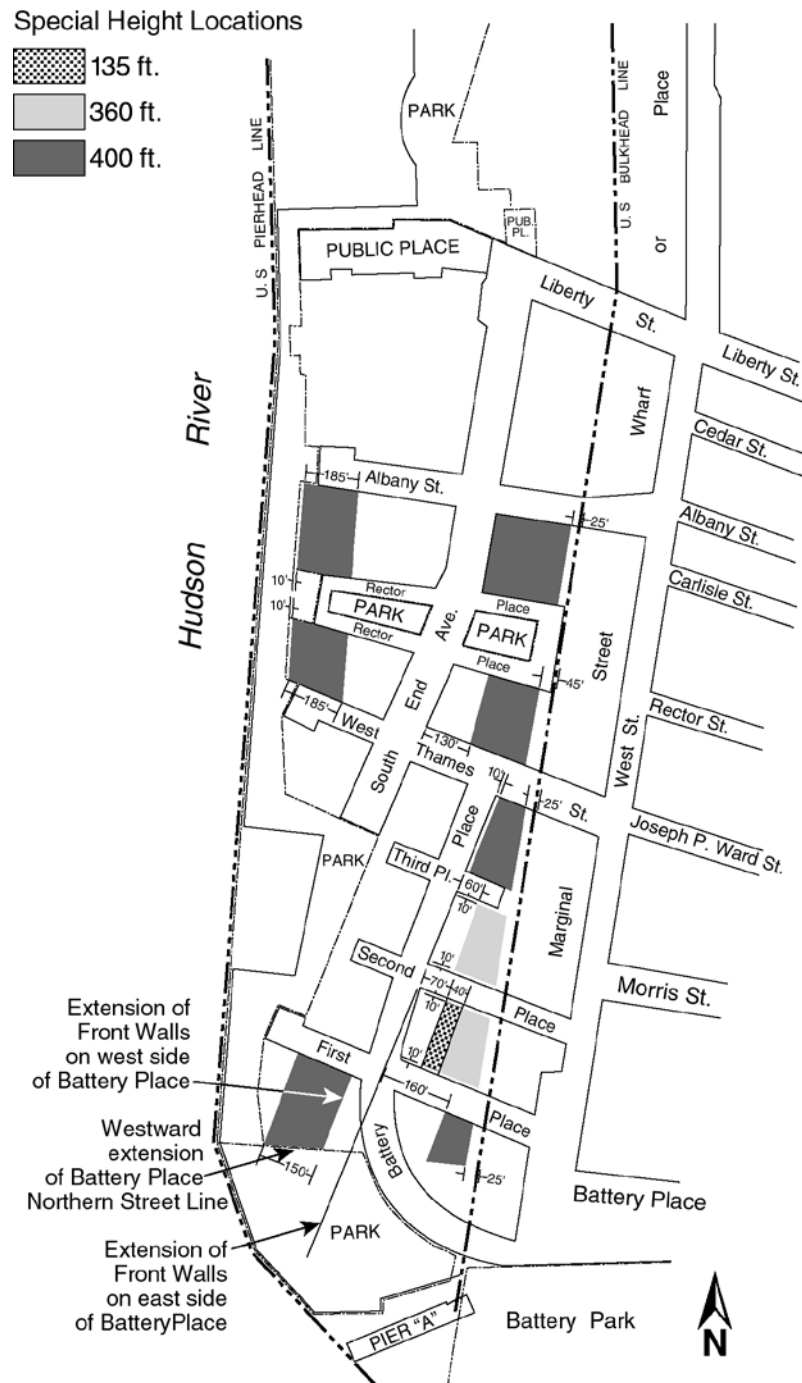 Special Height Locations
135 ft.
360 ft.
400 ft.
U.S PIERHEAD LINE
PARK
U.S BULKHEAD LINE
Place
or
PUB.
PL.
PUBLIC PLACE
Liberty
St.
Liberty St.
Wharf
Cedar St.
Hudson River
185'
Albany St.
25'
Albany St.
Carlisle St.
10'
Rector
Place
10'
PARK
Ave.
PARK
Rector
Place
Street
45'
185'
West
End
130'
Rector St.
West St.
South
Thames
10'
25'
St.
Place
Joseph P. Ward St.
PARK
Third Pl.
60'
10'
Marginal
10'
Second
70'
40'
Morris St.
Place
Extension of
Front Walls
on west side
of Battery Place
10'
First
10'
160'
Place
Westward
extension
of Battery Place
Northern Street Line
150'
Battery
25'
Battery Place
PARK
Extension of
Front Walls
on east side
of BatteryPlace
PIER "A"
Battery Park
N